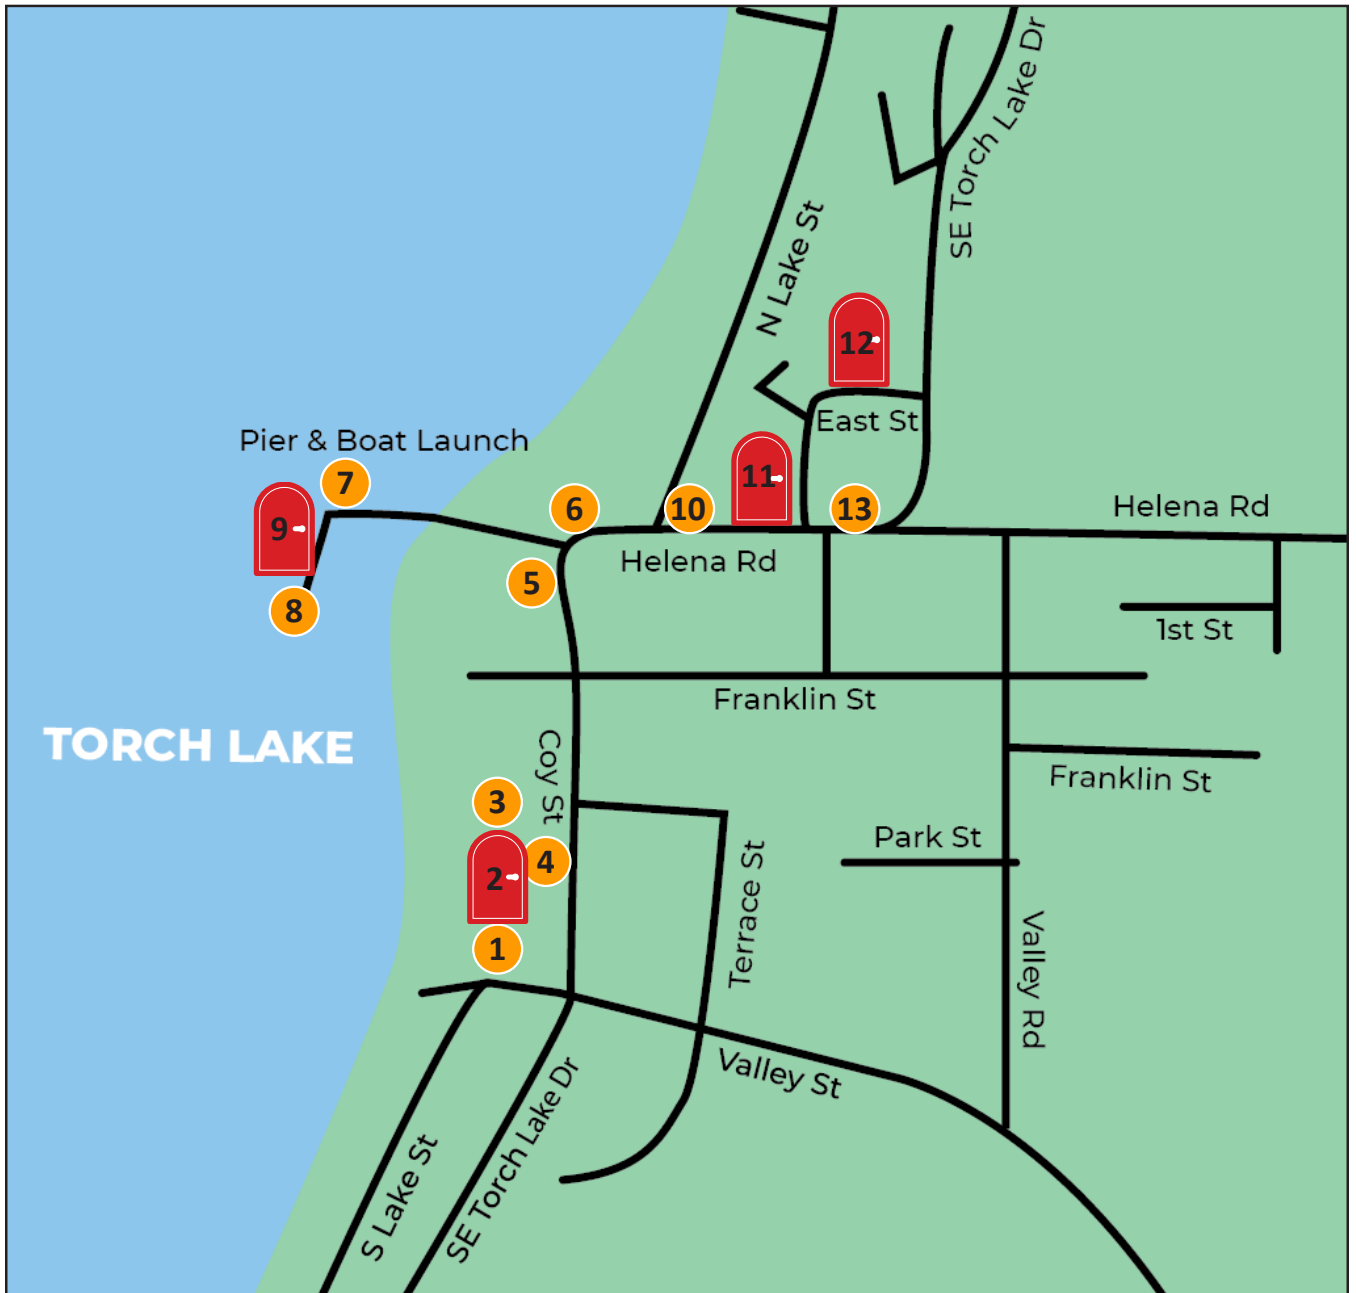 SE Torch Lake Dr
N Lake St
12
East St
Pier & Boat Launch
11
7
6
10
13
Helena Rd
9
Helena Rd
5
8
1st St
Franklin St
TORCH LAKE
Coy St
Franklin St
3
Park St
4
2
Terrace St
1
Valley Rd
Valley St
S Lake St
SE Torch Lake Dr